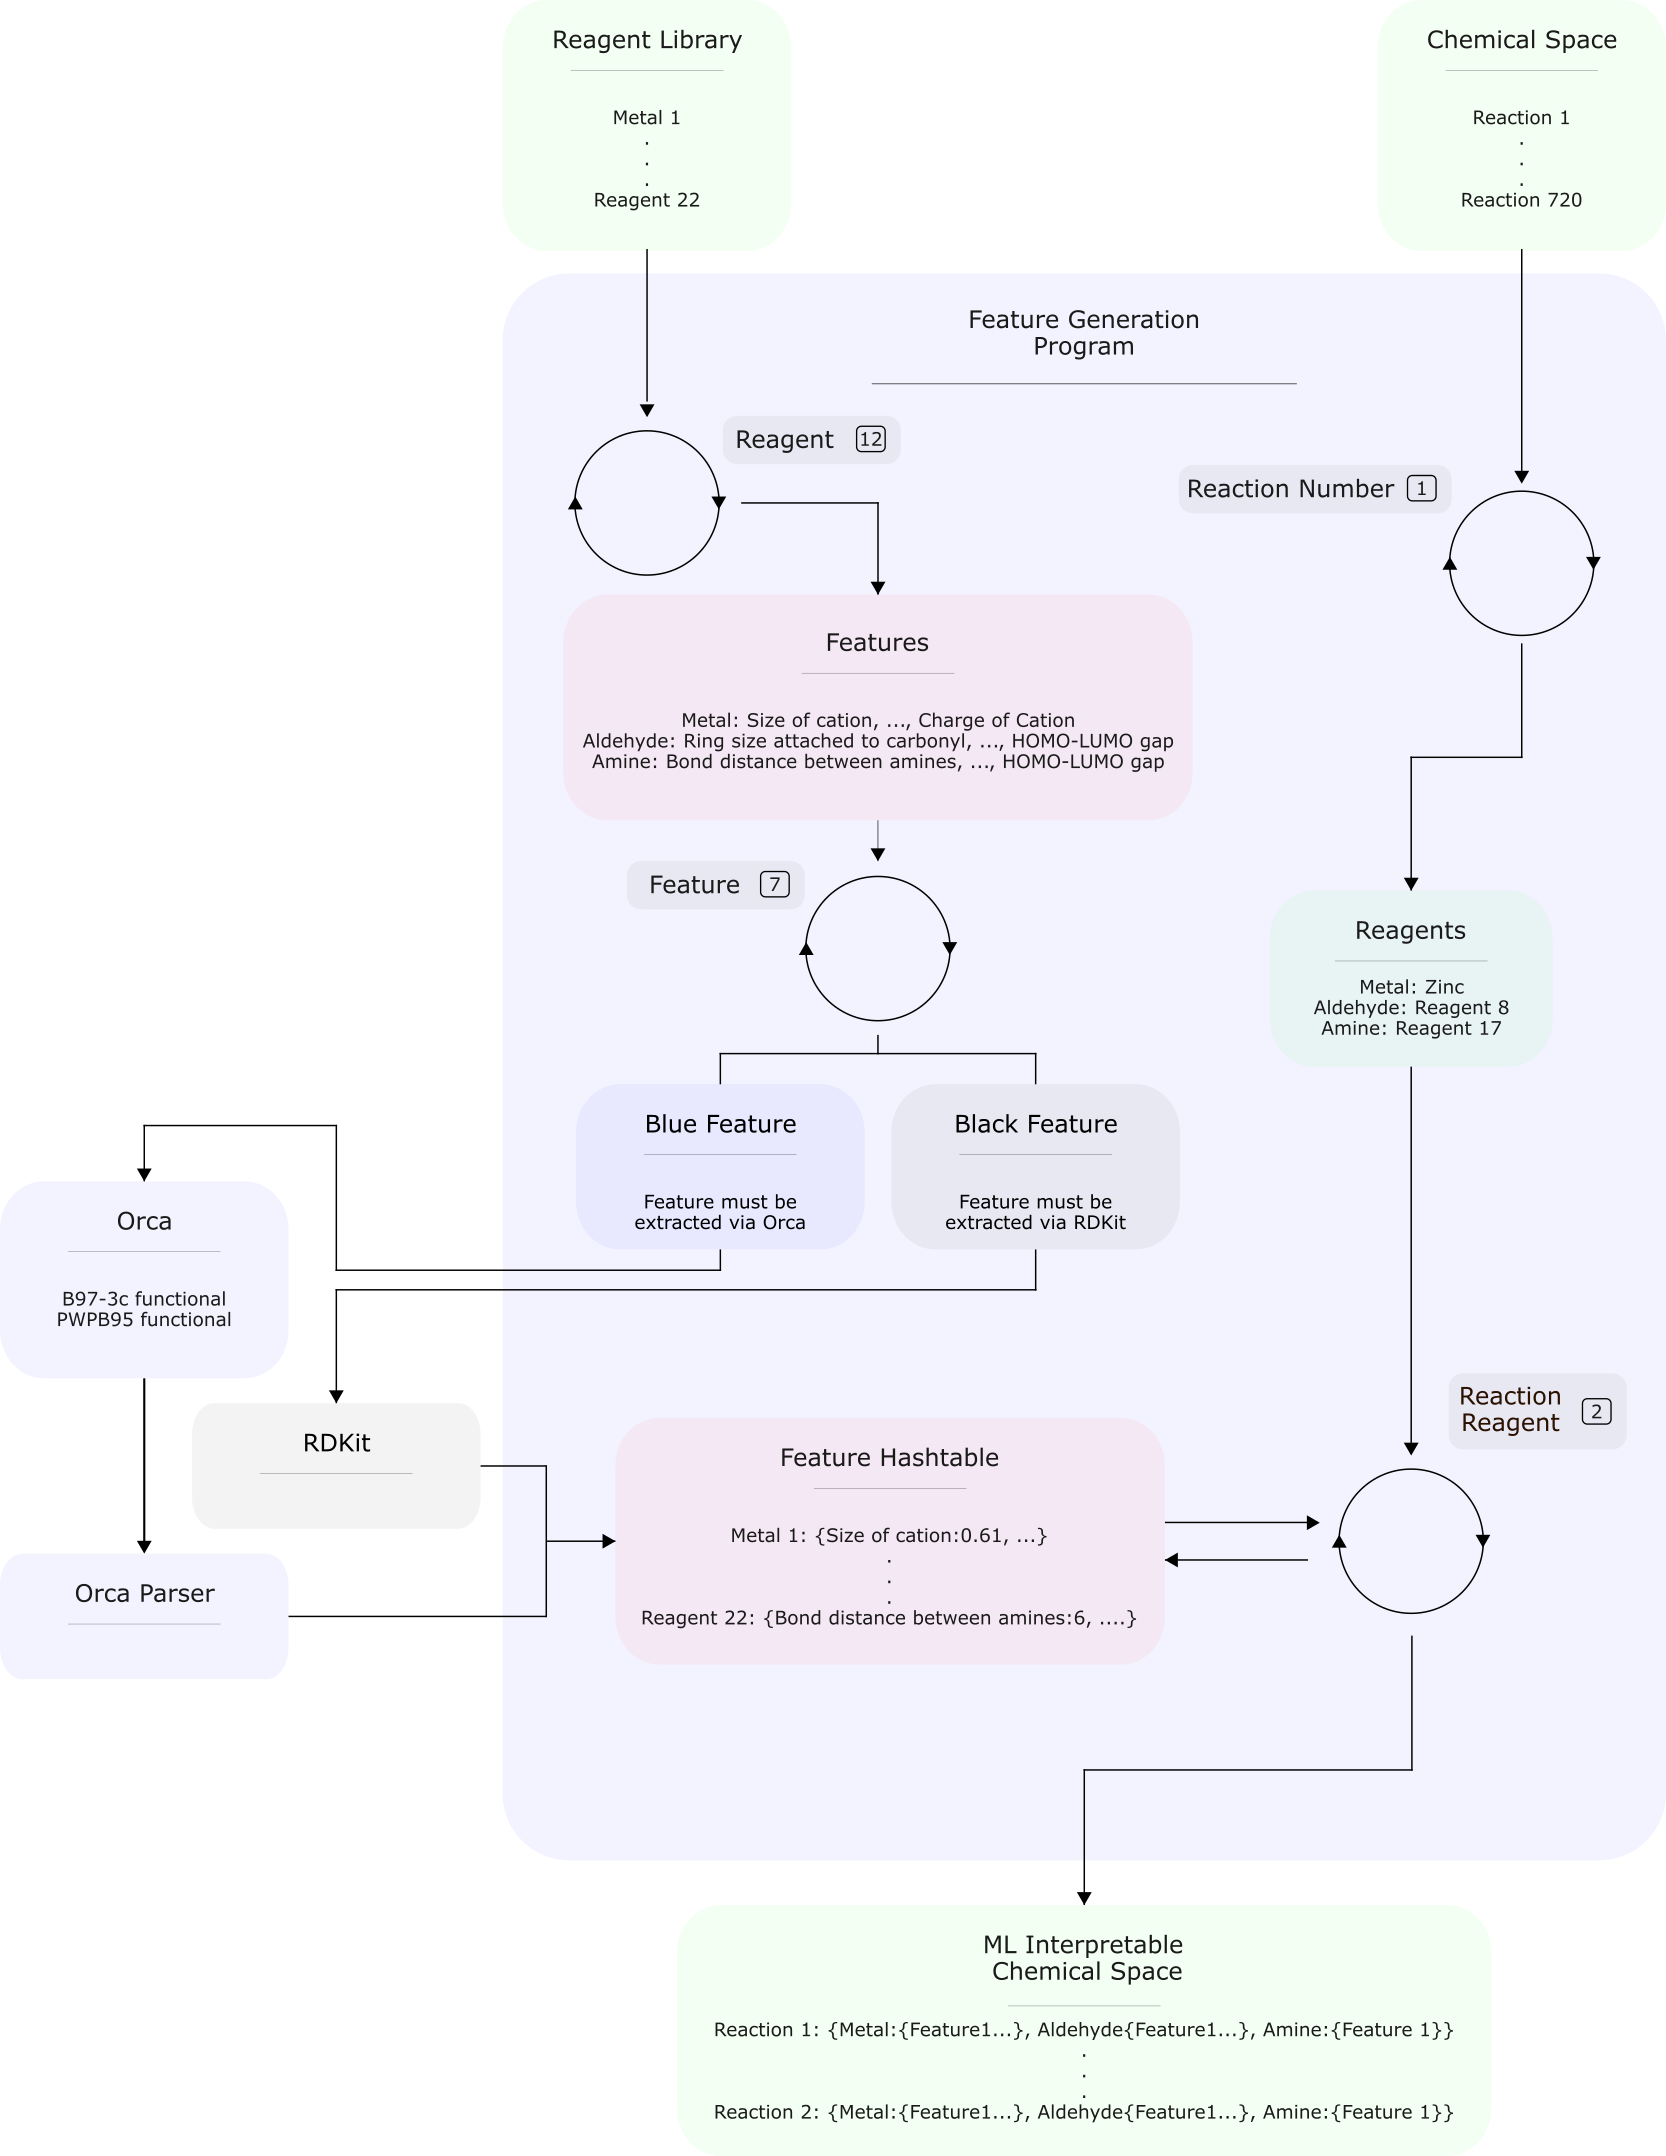 Reagent Library
Metal 1
.
.
.
Reagent 22
Chemical Space
Reaction 1
.
.
.
Reaction 720
Feature Generation
Program
Reagent 12
Reaction Number 1
Features
Metal: Size of cation, ..., Charge of Cation
Aldehyde: Ring size attached to carbonyl, ..., HOMO-LUMO gap
Amine: Bond distance between amines, ..., HOMO-LUMO gap
Feature 7
Reagents
Metal: Zinc
Aldehyde: Reagent 8
Amine: Reagent 17
Blue Feature
Feature must be
extracted via Orca
Black Feature
Feature must be
extracted via RDKit
Orca
B97-3c functional
PWPB95 functional
RDKit
Orca Parser
Feature Hashtable
Metal 1: {Size of cation:0.61, ...}
.
.
.
Reagent 22: {Bond distance between amines:6, ....}
Reaction
Reagent 2
ML Interpretable
Chemical Space
Reaction 1: {Metal:{Feature1...}, Aldehyde{Feature1...}, Amine:{Feature 1}}
.
.
.
Reaction 2: {Metal:{Feature1...}, Aldehyde{Feature1...}, Amine:{Feature 1}}